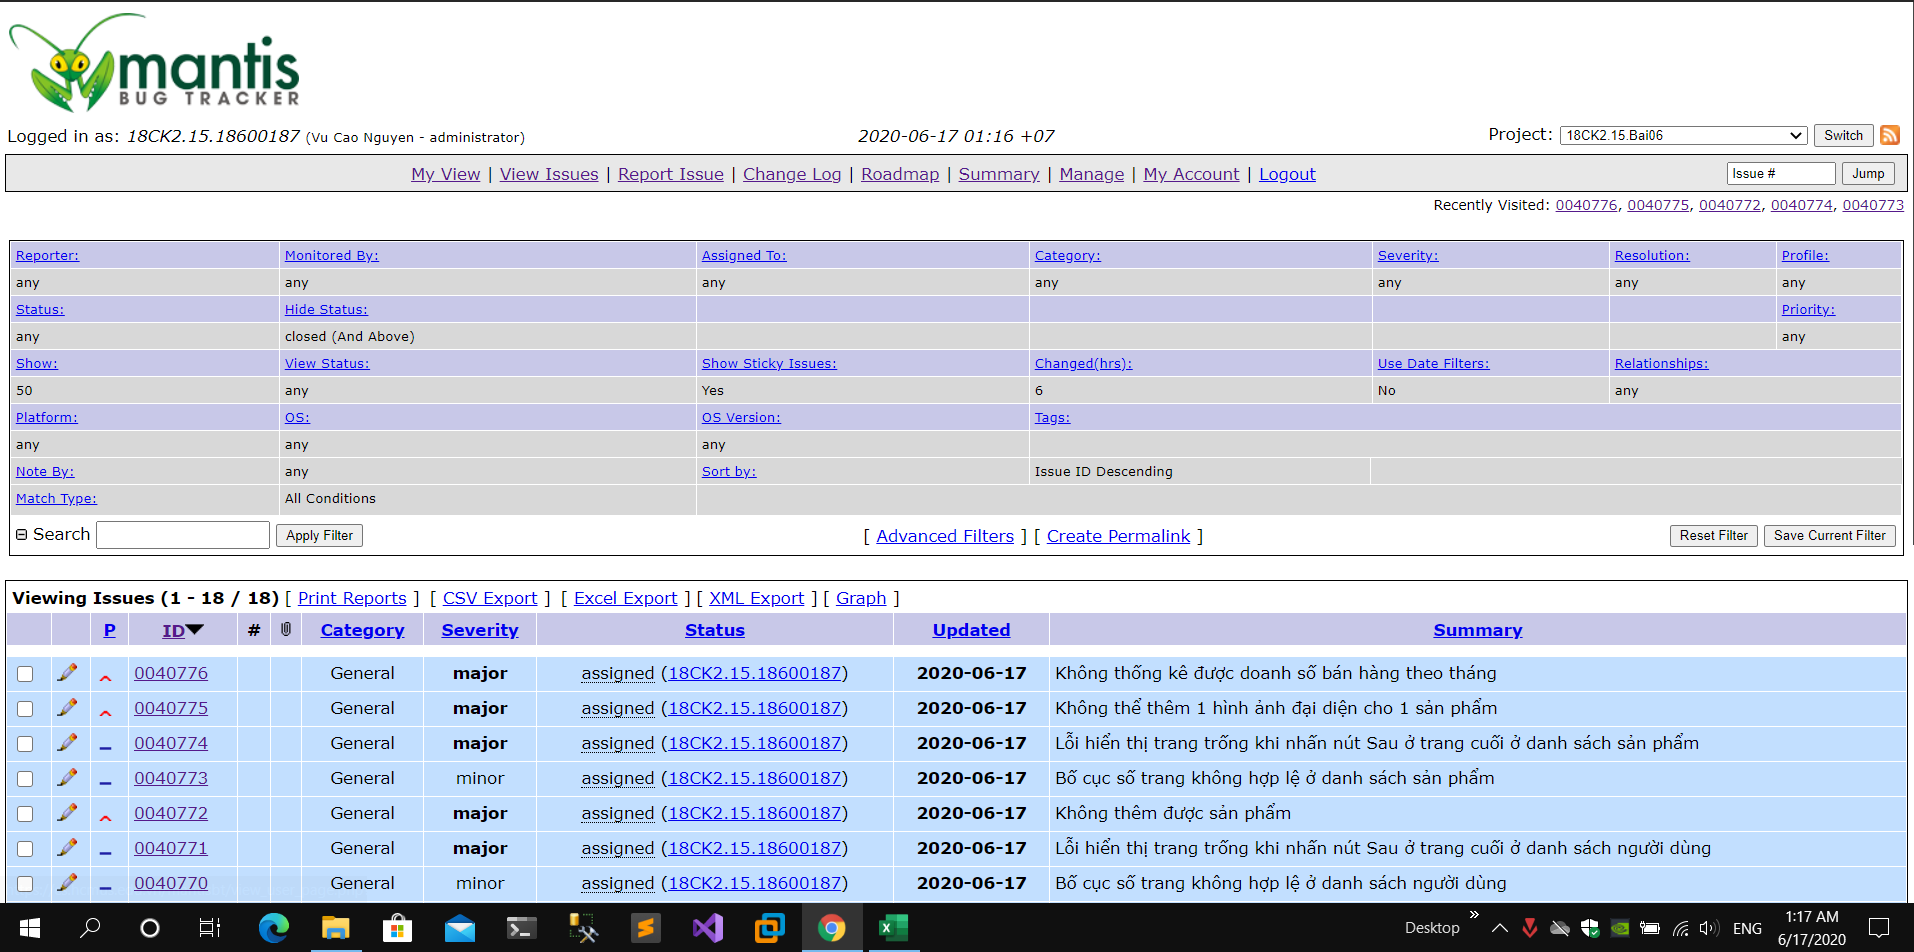 mantis
BUG TRACKER
Logged in as: 18CK2.15.18600187 (Vu Cao Nguyen - administrator)
2020-06-17 01:16 +07
Project: 18CK2.15.Bai06 Switch
My View | View Issues | Report Issue | Change Log | Roadmap | Summary | Manage | My Account | Logout
Issue # Jump
Recently Visited: 0040776, 0040775, 0040772, 0040774, 0040773
Reporter: Monitored By: Assigned To: Category: Severity: Resolution: Profile:
any any any any any any any
Status: Hide Status: Priority:
any closed (And Above) any
Show: View Status: Show Sticky Issues: Changed(hrs): Use Date Filters: Relationships:
50 any Yes 6 No any
Platform: OS: OS Version: Tags:
any any any
Note By: any Sort by: Issue ID Descending
Match Type: All Conditions
Search Apply Filter [ Advanced Filters ] [ Create Permalink ] Reset Filter Save Current Filter
Viewing Issues (1 - 18 / 18) [ Print Reports ] [ CSV Export ] [ Excel Export ] [ XML Export ] [ Graph ]
P ID # Category Severity Status Updated Summary
0040776 General major assigned (18CK2.15.18600187) 2020-06-17 Không thống kê được doanh số bán hàng theo tháng
0040775 General major assigned (18CK2.15.18600187) 2020-06-17 Không thể thêm 1 hình ảnh đại diện cho 1 sản phẩm
0040774 General major assigned (18CK2.15.18600187) 2020-06-17 Lỗi hiển thị trang trống khi nhấn nút Sau ở trang cuối ở danh sách sản phẩm
0040773 General minor assigned (18CK2.15.18600187) 2020-06-17 Bố cục số trang không hợp lệ ở danh sách sản phẩm
0040772 General major assigned (18CK2.15.18600187) 2020-06-17 Không thêm được sản phẩm
0040771 General major assigned (18CK2.15.18600187) 2020-06-17 Lỗi hiển thị trang trống khi nhấn nút Sau ở trang cuối ở danh sách người dùng
0040770 General minor assigned (18CK2.15.18600187) 2020-06-17 Bố cục số trang không hợp lệ ở danh sách người dùng
Desktop ENG 1:17 AM
6/17/2020